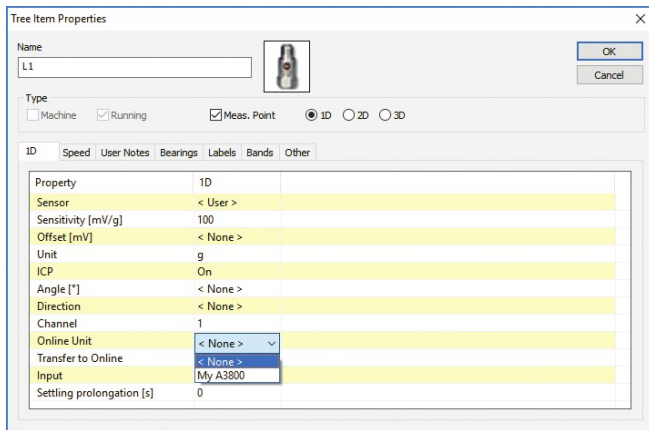 Tree Item Properties
Name
L1
OK
Cancel
Type
Machine Running Meas. Point 1D 2D 3D
1D Speed User Notes Bearings Labels Bands Other
Property 1D
Sensor < User >
Sensitivity [mV/g] 100
Offset [mV] < None >
Unit g
ICP On
Angle [°] < None >
Direction < None >
Channel 1
Online Unit < None >
Transfer to Online < None >
Input My A3800
Settling prolongation [s] 0